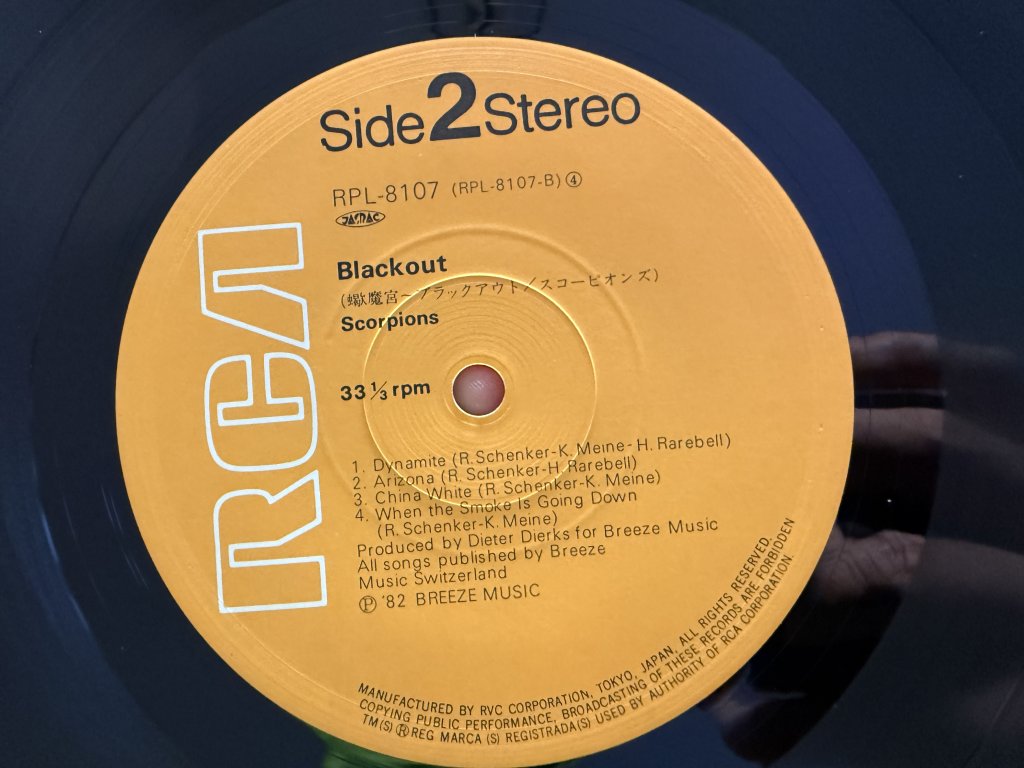 Side 2 Stereo
RPL-8107 (RPL-8107-B) ④
JASRAC
RCA
Blackout
(蠍魔宮～ブラックアウト／スコーピオンズ)
Scorpions
33 1/3 rpm
1. Dynamite (R. Schenker-K. Meine-H. Rarebell)
2. Arizona (R. Schenker-H. Rarebell)
3. China White (R. Schenker-K. Meine)
4. When the Smoke Is Going Down
(R. Schenker-K. Meine)
Produced by Dieter Dierks for Breeze Music
All songs published by Breeze
Music Switzerland
Ⓟ '82 BREEZE MUSIC
MANUFACTURED BY RVC CORPORATION, TOKYO, JAPAN, ALL RIGHTS RESERVED.
COPYING PUBLIC PERFORMANCE, BROADCASTING OF THESE RECORDS ARE FORBIDDEN
TM(S) ® REG MARCA (S) REGISTRADA(S) USED BY AUTHORITY OF RCA CORPORATION.